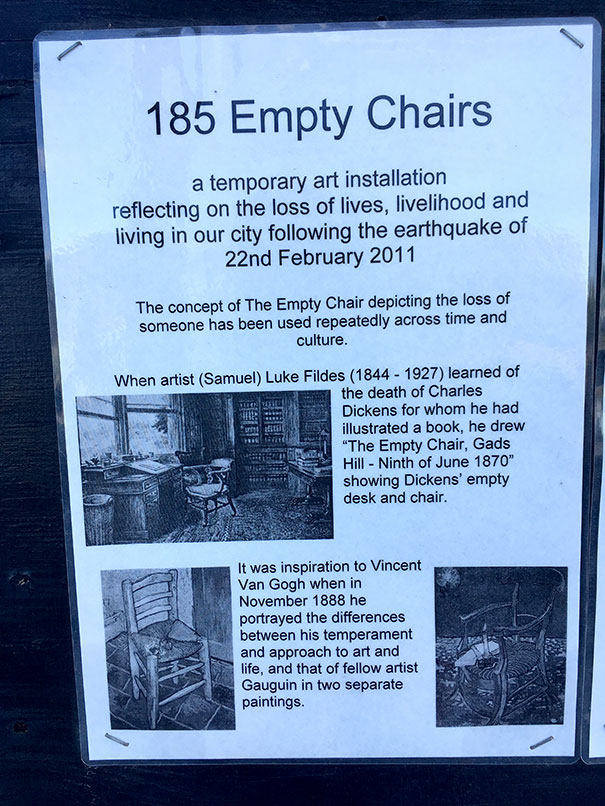 185 Empty Chairs
a temporary art installation
reflecting on the loss of lives, livelihood and
living in our city following the earthquake of
22nd February 2011
The concept of The Empty Chair depicting the loss of
someone has been used repeatedly across time and
culture.
When artist (Samuel) Luke Fildes (1844 - 1927) learned of
the death of Charles
Dickens for whom he had
illustrated a book, he drew
“The Empty Chair, Gads
Hill - Ninth of June 1870”
showing Dickens’ empty
desk and chair.
It was inspiration to Vincent
Van Gogh when in
November 1888 he
portrayed the differences
between his temperament
and approach to art and
life, and that of fellow artist
Gauguin in two separate
paintings.